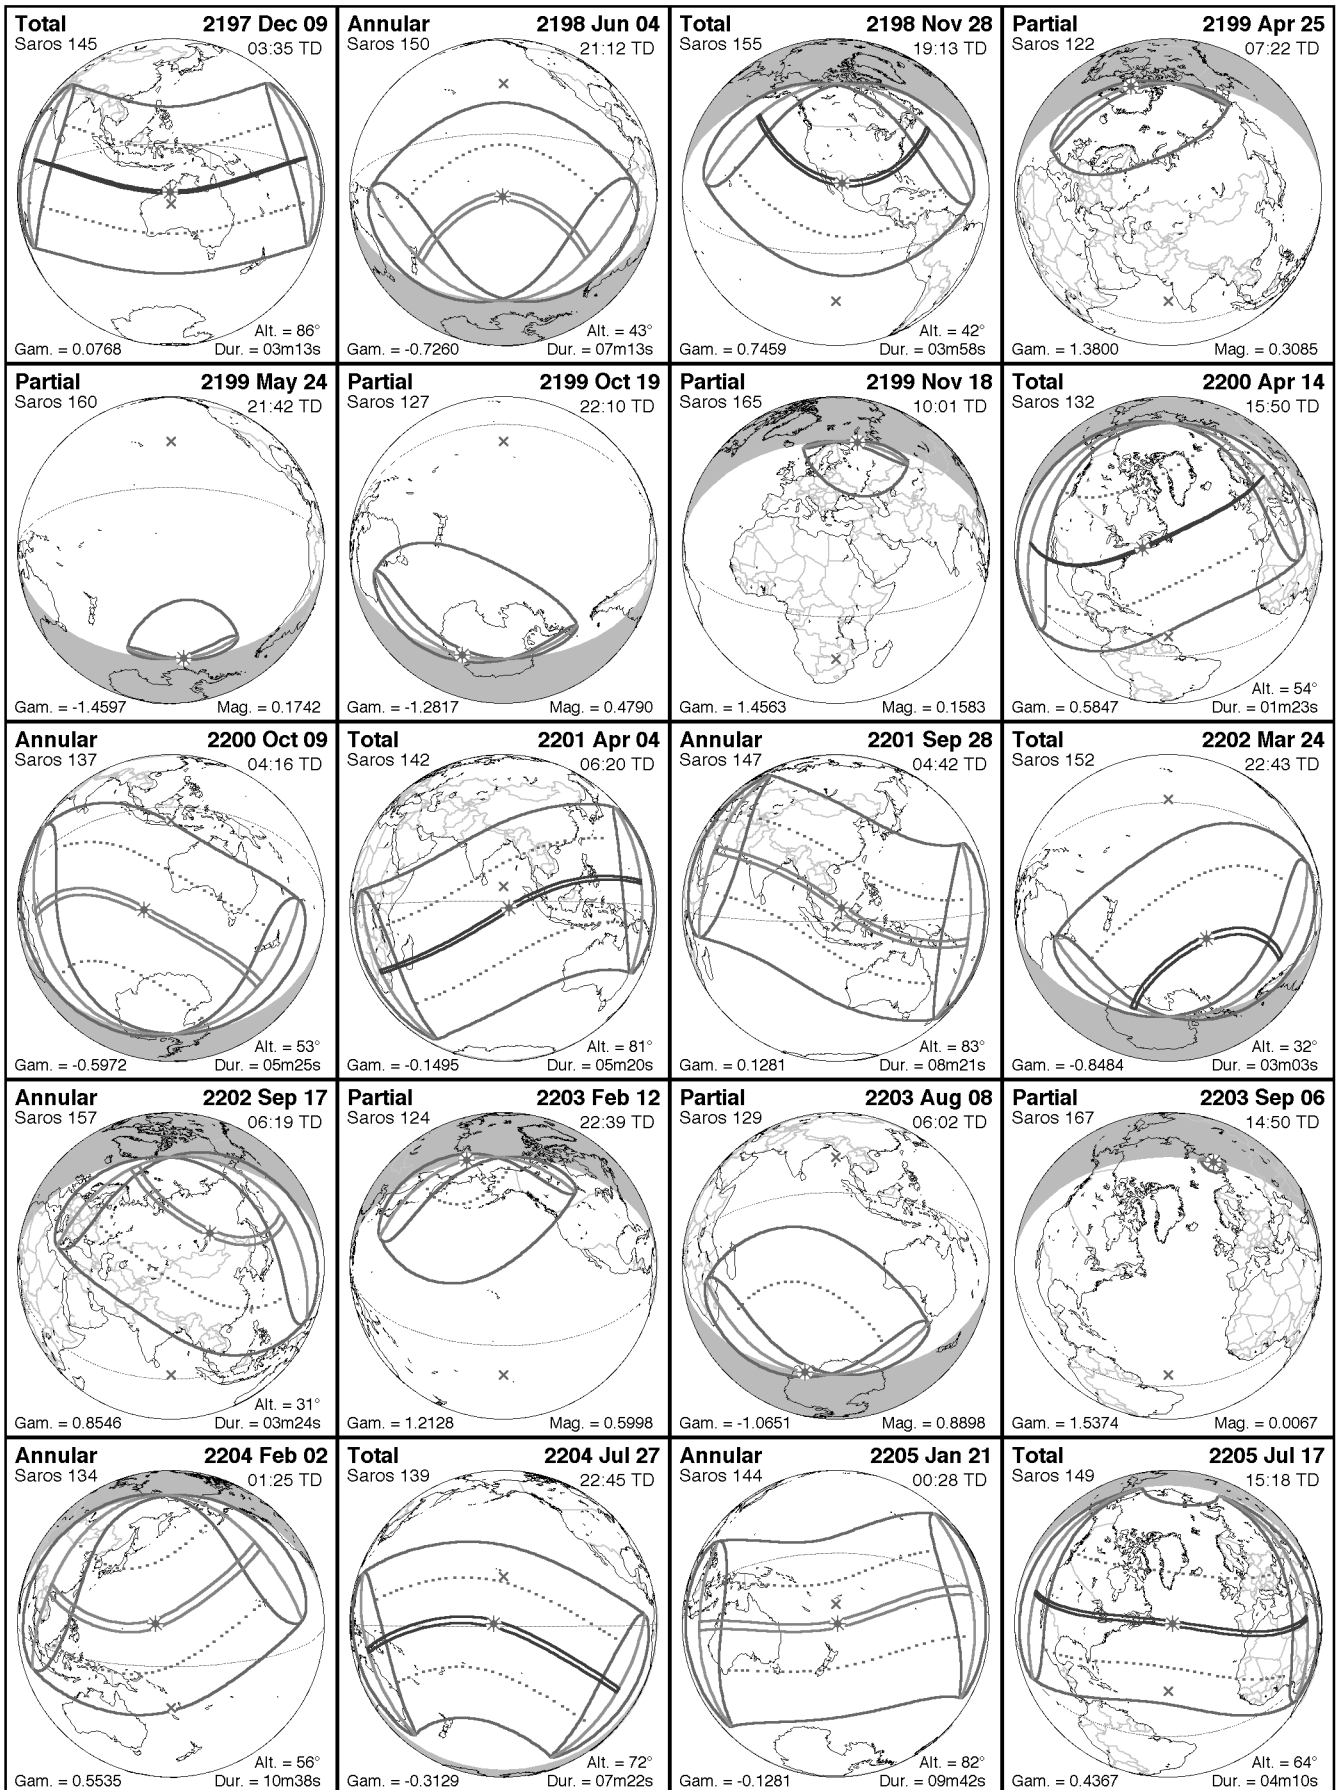 Total 2197 Dec 09
Saros 145 03:35 TD
Alt. = 86°
Gam. = 0.0768 Dur. = 03m13s
Annular 2198 Jun 04
Saros 150 21:12 TD
Alt. = 43°
Gam. = -0.7260 Dur. = 07m13s
Total 2198 Nov 28
Saros 155 19:13 TD
Alt. = 42°
Gam. = 0.7459 Dur. = 03m58s
Partial 2199 Apr 25
Saros 122 07:22 TD
Gam. = 1.3800 Mag. = 0.3085
Partial 2199 May 24
Saros 160 21:42 TD
Gam. = -1.4597 Mag. = 0.1742
Partial 2199 Oct 19
Saros 127 22:10 TD
Gam. = -1.2817 Mag. = 0.4790
Partial 2199 Nov 18
Saros 165 10:01 TD
Gam. = 1.4563 Mag. = 0.1583
Total 2200 Apr 14
Saros 132 15:50 TD
Alt. = 54°
Gam. = 0.5847 Dur. = 01m23s
Annular 2200 Oct 09
Saros 137 04:16 TD
Alt. = 53°
Gam. = -0.5972 Dur. = 05m25s
Total 2201 Apr 04
Saros 142 06:20 TD
Alt. = 81°
Gam. = -0.1495 Dur. = 05m20s
Annular 2201 Sep 28
Saros 147 04:42 TD
Alt. = 83°
Gam. = 0.1281 Dur. = 08m21s
Total 2202 Mar 24
Saros 152 22:43 TD
Alt. = 32°
Gam. = -0.8484 Dur. = 03m03s
Annular 2202 Sep 17
Saros 157 06:19 TD
Alt. = 31°
Gam. = 0.8546 Dur. = 03m24s
Partial 2203 Feb 12
Saros 124 22:39 TD
Gam. = 1.2128 Mag. = 0.5998
Partial 2203 Aug 08
Saros 129 06:02 TD
Gam. = -1.0651 Mag. = 0.8898
Partial 2203 Sep 06
Saros 167 14:50 TD
Gam. = 1.5374 Mag. = 0.0067
Annular 2204 Feb 02
Saros 134 01:25 TD
Alt. = 56°
Gam. = 0.5535 Dur. = 10m38s
Total 2204 Jul 27
Saros 139 22:45 TD
Alt. = 72°
Gam. = -0.3129 Dur. = 07m22s
Annular 2205 Jan 21
Saros 144 00:28 TD
Alt. = 82°
Gam. = -0.1281 Dur. = 09m42s
Total 2205 Jul 17
Saros 149 15:18 TD
Alt. = 64°
Gam. = 0.4367 Dur. = 04m10s